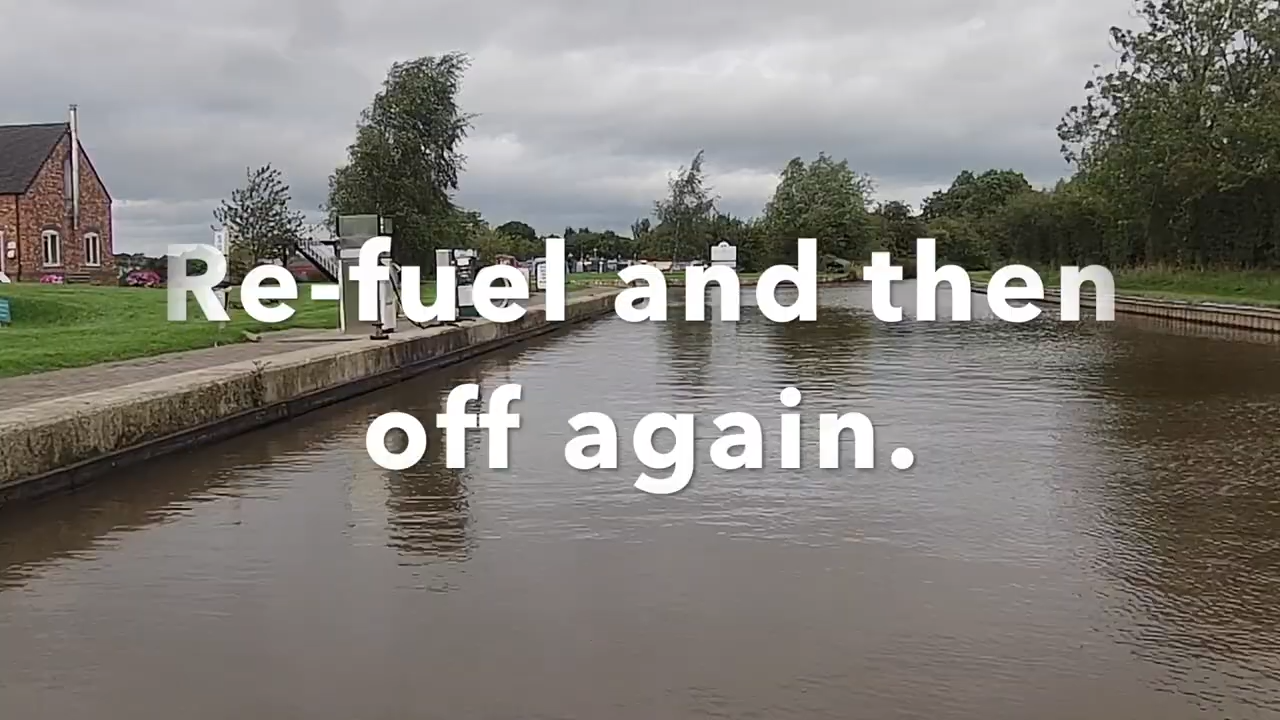 Re-fuel and then
off again.